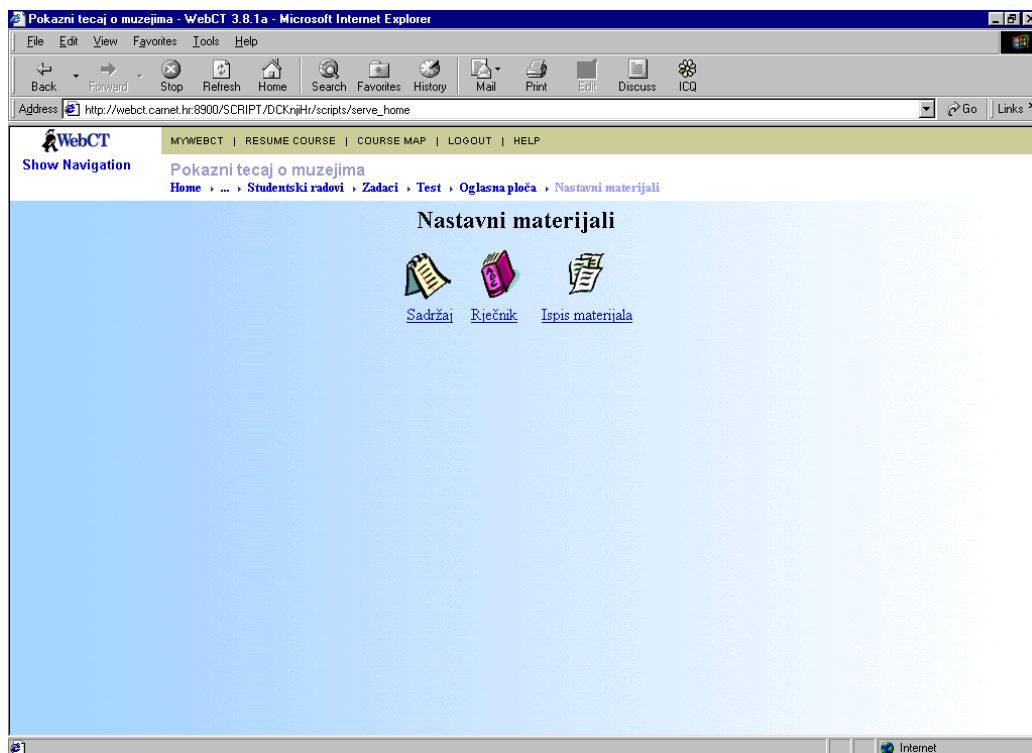 Pokazni tecaj o muzejima - WebCT 3.8.1a - Microsoft Internet Explorer
File Edit View Favorites Tools Help
Back Forward Stop Refresh Home Search Favorites History Mail Print Edit Discuss ICQ
Address http://webct.carnet.hr:8900/SCRIPT/DCKnjiHr/scripts/serve_home Go Links
WebCT MYWEBCT | RESUME COURSE | COURSE MAP | LOGOUT | HELP
Show Navigation Pokazni tecaj o muzejima
Home › ... › Studentski radovi › Zadaci › Test › Oglasna ploča › Nastavni materijali
Nastavni materijali
Sadržaj Rječnik Ispis materijala
Internet